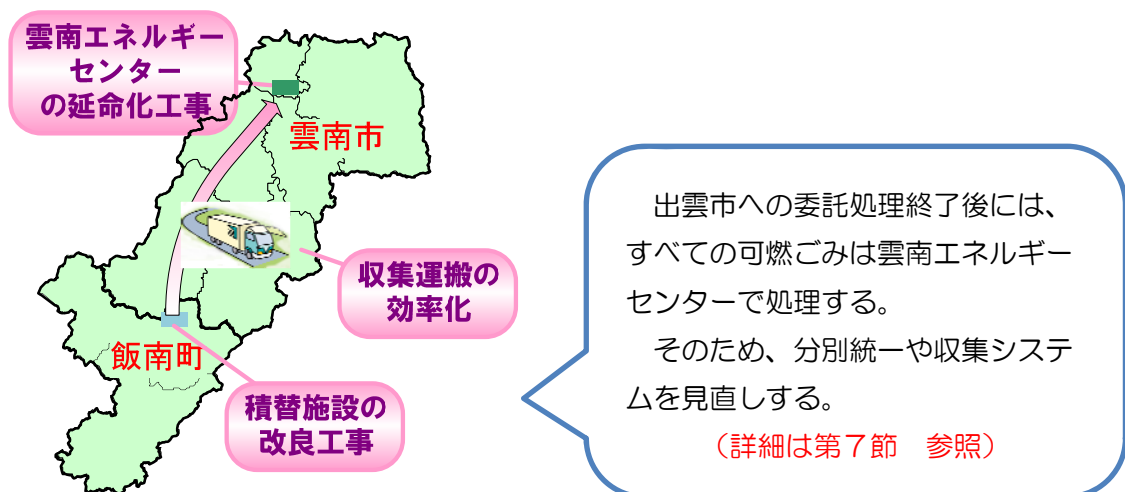 雲南エネルギー
センター
の延命化工事
雲南市
収集運搬の
効率化
飯南町
積替施設の
改良工事
出雲市への委託処理終了後には、
すべての可燃ごみは雲南エネルギー
センターで処理する。
そのため、分別統一や収集システ
ムを見直しする。
（詳細は第７節　参照）